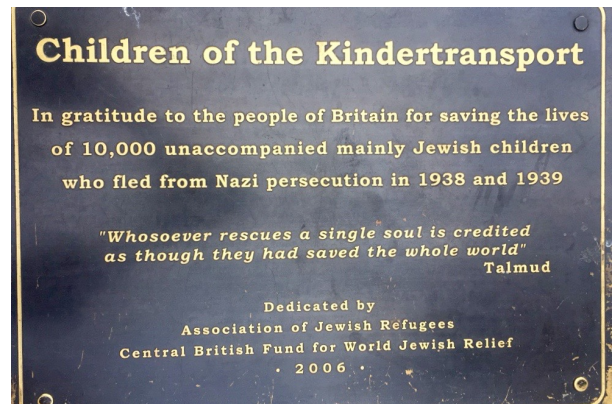 Children of the Kindertransport
In gratitude to the people of Britain for saving the lives
of 10,000 unaccompanied mainly Jewish children
who fled from Nazi persecution in 1938 and 1939
"Whosoever rescues a single soul is credited
as though they had saved the whole world"
Talmud
Dedicated by
Association of Jewish Refugees
Central British Fund for World Jewish Relief
· 2006 ·